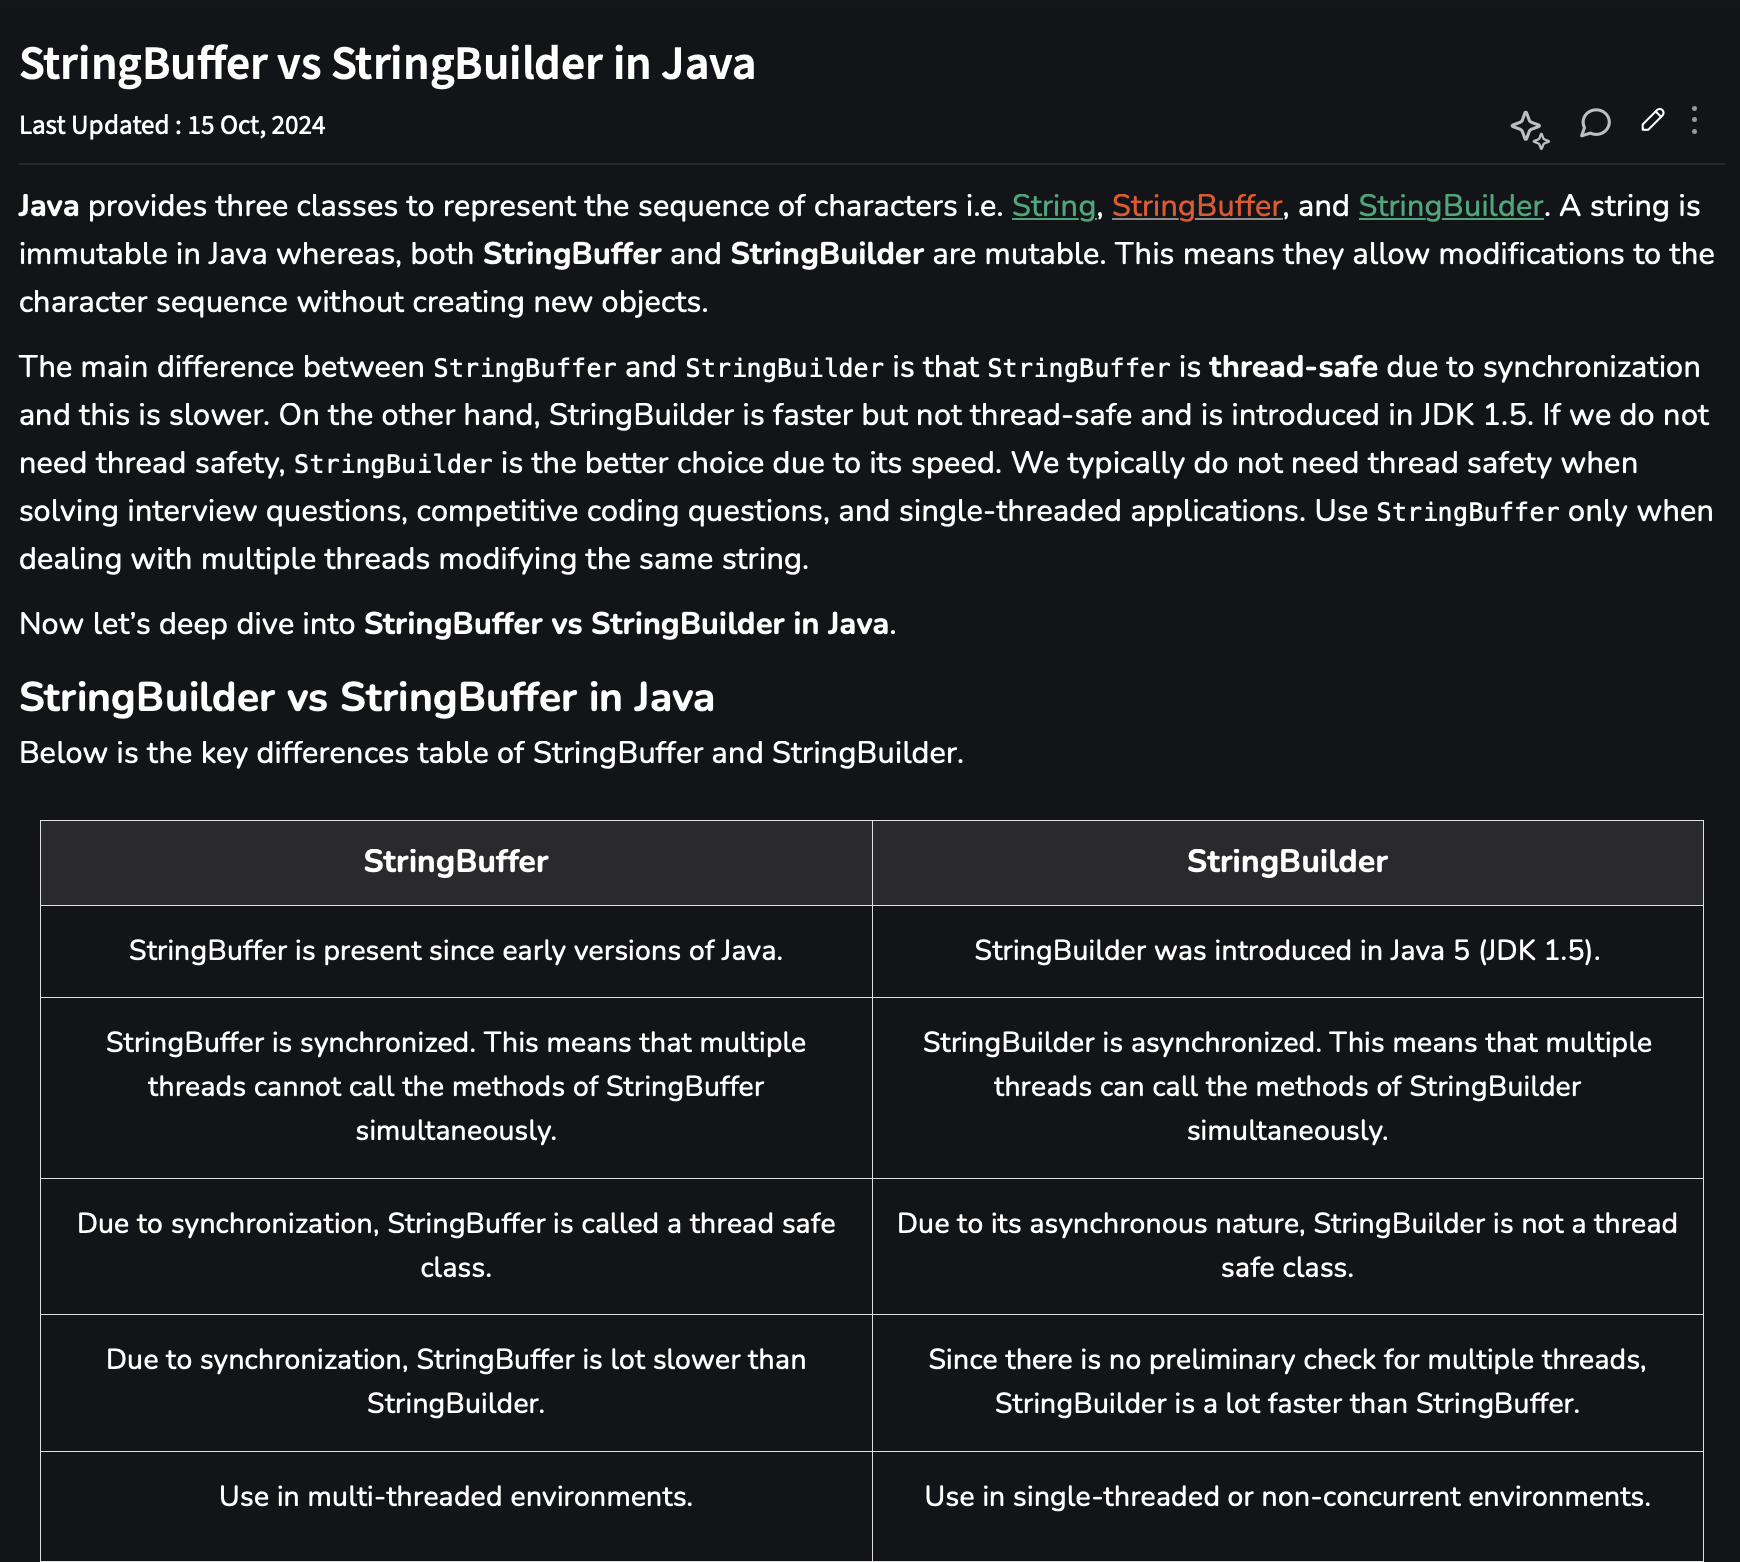 StringBuffer vs StringBuilder in Java
Last Updated : 15 Oct, 2024
Java provides three classes to represent the sequence of characters i.e. String, StringBuffer, and StringBuilder. A string is
immutable in Java whereas, both StringBuffer and StringBuilder are mutable. This means they allow modifications to the
character sequence without creating new objects.
The main difference between StringBuffer and StringBuilder is that StringBuffer is thread-safe due to synchronization
and this is slower. On the other hand, StringBuilder is faster but not thread-safe and is introduced in JDK 1.5. If we do not
need thread safety, StringBuilder is the better choice due to its speed. We typically do not need thread safety when
solving interview questions, competitive coding questions, and single-threaded applications. Use StringBuffer only when
dealing with multiple threads modifying the same string.
Now let’s deep dive into StringBuffer vs StringBuilder in Java.
StringBuilder vs StringBuffer in Java
Below is the key differences table of StringBuffer and StringBuilder.
StringBuffer
StringBuilder
StringBuffer is present since early versions of Java.
StringBuilder was introduced in Java 5 (JDK 1.5).
StringBuffer is synchronized. This means that multiple
threads cannot call the methods of StringBuffer
simultaneously.
StringBuilder is asynchronized. This means that multiple
threads can call the methods of StringBuilder
simultaneously.
Due to synchronization, StringBuffer is called a thread safe
class.
Due to its asynchronous nature, StringBuilder is not a thread
safe class.
Due to synchronization, StringBuffer is lot slower than
StringBuilder.
Since there is no preliminary check for multiple threads,
StringBuilder is a lot faster than StringBuffer.
Use in multi-threaded environments.
Use in single-threaded or non-concurrent environments.